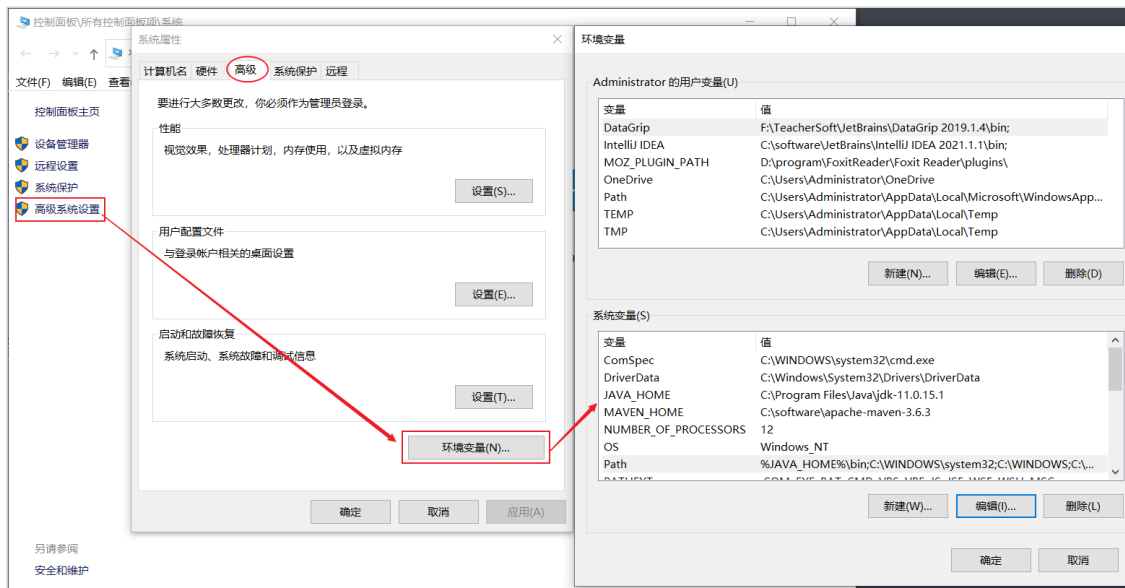 控制面板\所有控制面板项\系统
文件(F) 编辑(E) 查看
控制面板主页
设备管理器
远程设置
系统保护
高级系统设置
另请参阅
安全和维护
系统属性
计算机名 硬件 高级 系统保护 远程
要进行大多数更改，你必须作为管理员登录。
性能
视觉效果，处理器计划，内存使用，以及虚拟内存
设置(S)...
用户配置文件
与登录帐户相关的桌面设置
设置(E)...
启动和故障恢复
系统启动、系统故障和调试信息
设置(T)...
环境变量(N)...
确定 取消 应用(A)
环境变量
Administrator 的用户变量(U)
变量 值
DataGrip F:\TeacherSoft\JetBrains\DataGrip 2019.1.4\bin;
IntelliJ IDEA C:\software\JetBrains\IntelliJ IDEA 2021.1.1\bin;
MOZ_PLUGIN_PATH D:\program\FoxitReader\Foxit Reader\plugins\
OneDrive C:\Users\Administrator\OneDrive
Path C:\Users\Administrator\AppData\Local\Microsoft\WindowsApp...
TEMP C:\Users\Administrator\AppData\Local\Temp
TMP C:\Users\Administrator\AppData\Local\Temp
新建(N)... 编辑(E)... 删除(D)
系统变量(S)
变量 值
ComSpec C:\WINDOWS\system32\cmd.exe
DriverData C:\Windows\System32\Drivers\DriverData
JAVA_HOME C:\Program Files\Java\jdk-11.0.15.1
MAVEN_HOME C:\software\apache-maven-3.6.3
NUMBER_OF_PROCESSORS 12
OS Windows_NT
Path %JAVA_HOME%\bin;C:\WINDOWS\system32;C:\WINDOWS;C:\...
新建(W)... 编辑(I)... 删除(L)
确定 取消